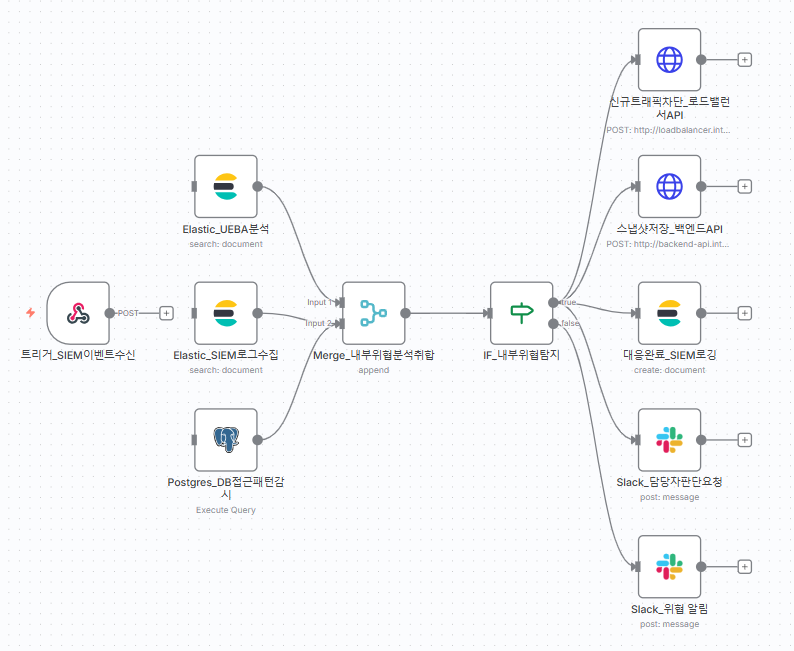 신규트래픽차단_로드밸런
서API
POST: http://loadbalancer.int...
Elastic_UEBA분석
search: document
스냅샷저장_백엔드API
POST: http://backend-api.int...
POST
트리거_SIEM이벤트수신
Elastic_SIEM로그수집
search: document
Input 1
Input 2
Merge_내부위협분석취합
append
true
false
IF_내부위협탐지
대응완료_SIEM로깅
create: document
Postgres_DB접근패턴감
시
Execute Query
Slack_담당자판단요청
post: message
Slack_위협 알림
post: message